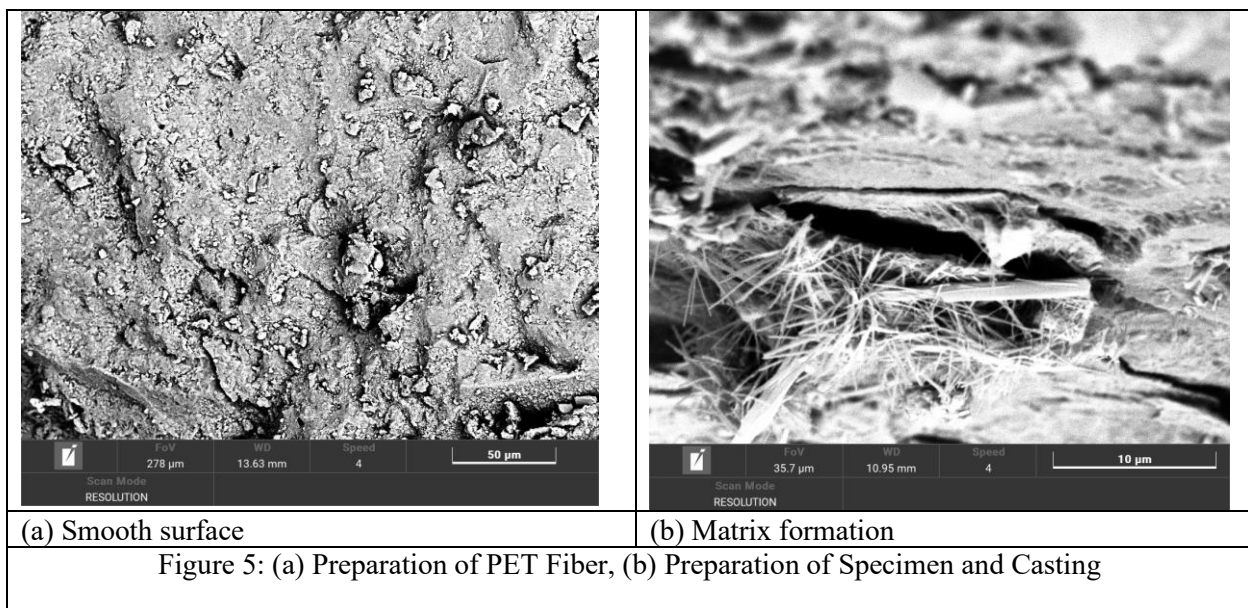 FoV WD Speed
278 µm 13.63 mm 4 50 µm
Scan Mode
RESOLUTION
FoV WD Speed
35.7 µm 10.95 mm 4 10 µm
Scan Mode
RESOLUTION
(a) Smooth surface
(b) Matrix formation
Figure 5: (a) Preparation of PET Fiber, (b) Preparation of Specimen and Casting